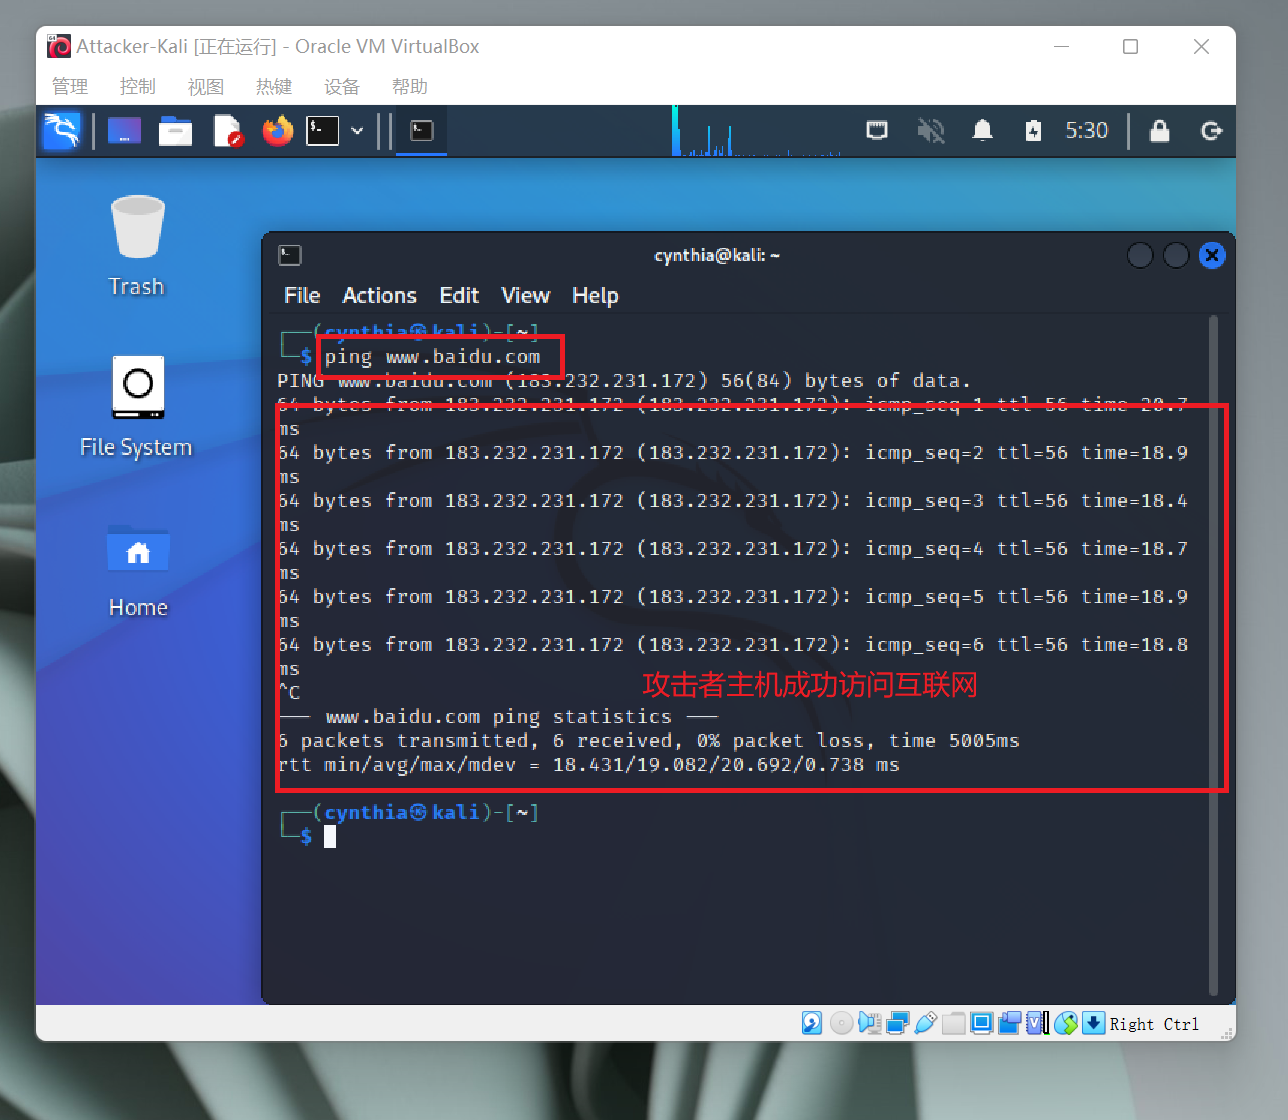 Attacker-Kali [正在运行] - Oracle VM VirtualBox
管理 控制 视图 热键 设备 帮助
5:30
Trash
File System
Home
cynthia@kali: ~
File Actions Edit View Help
┌──(cynthia㉿kali)-[~]
└─$ ping www.baidu.com
PING www.baidu.com (183.232.231.172) 56(84) bytes of data.
64 bytes from 183.232.231.172 (183.232.231.172): icmp_seq=1 ttl=56 time=20.7
ms
64 bytes from 183.232.231.172 (183.232.231.172): icmp_seq=2 ttl=56 time=18.9
ms
64 bytes from 183.232.231.172 (183.232.231.172): icmp_seq=3 ttl=56 time=18.4
ms
64 bytes from 183.232.231.172 (183.232.231.172): icmp_seq=4 ttl=56 time=18.7
ms
64 bytes from 183.232.231.172 (183.232.231.172): icmp_seq=5 ttl=56 time=18.9
ms
64 bytes from 183.232.231.172 (183.232.231.172): icmp_seq=6 ttl=56 time=18.8
ms
攻击者主机成功访问互联网
^C
--- www.baidu.com ping statistics ---
6 packets transmitted, 6 received, 0% packet loss, time 5005ms
rtt min/avg/max/mdev = 18.431/19.082/20.692/0.738 ms
┌──(cynthia㉿kali)-[~]
└─$
Right Ctrl